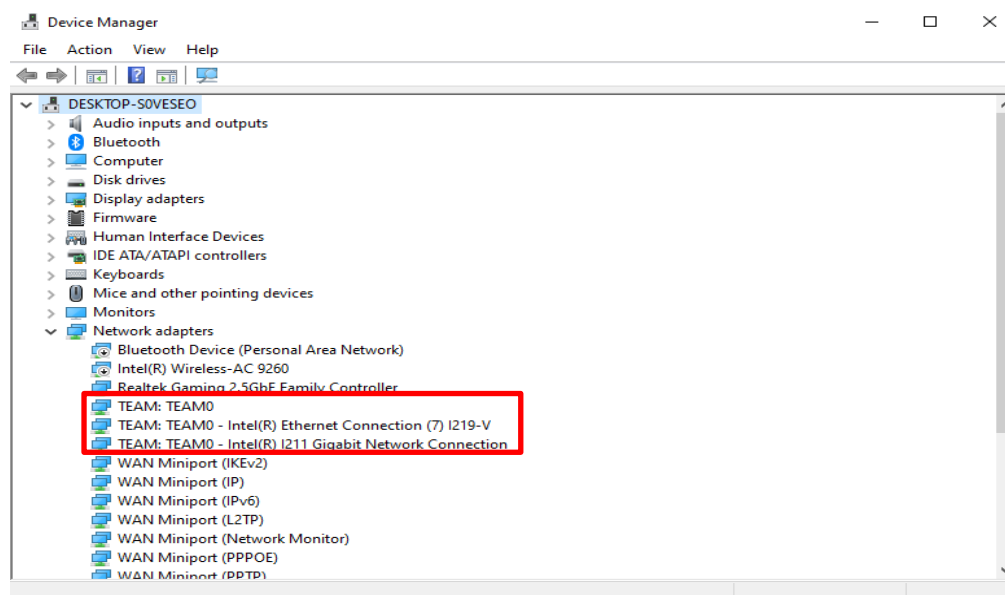 Device Manager
File Action View Help
DESKTOP-S0VESEO
Audio inputs and outputs
Bluetooth
Computer
Disk drives
Display adapters
Firmware
Human Interface Devices
IDE ATA/ATAPI controllers
Keyboards
Mice and other pointing devices
Monitors
Network adapters
Bluetooth Device (Personal Area Network)
Intel(R) Wireless-AC 9260
Realtek Gaming 2.5GbE Family Controller
TEAM: TEAM0
TEAM: TEAM0 - Intel(R) Ethernet Connection (7) I219-V
TEAM: TEAM0 - Intel(R) I211 Gigabit Network Connection
WAN Miniport (IKEv2)
WAN Miniport (IP)
WAN Miniport (IPv6)
WAN Miniport (L2TP)
WAN Miniport (Network Monitor)
WAN Miniport (PPPOE)
WAN Miniport (PPTP)